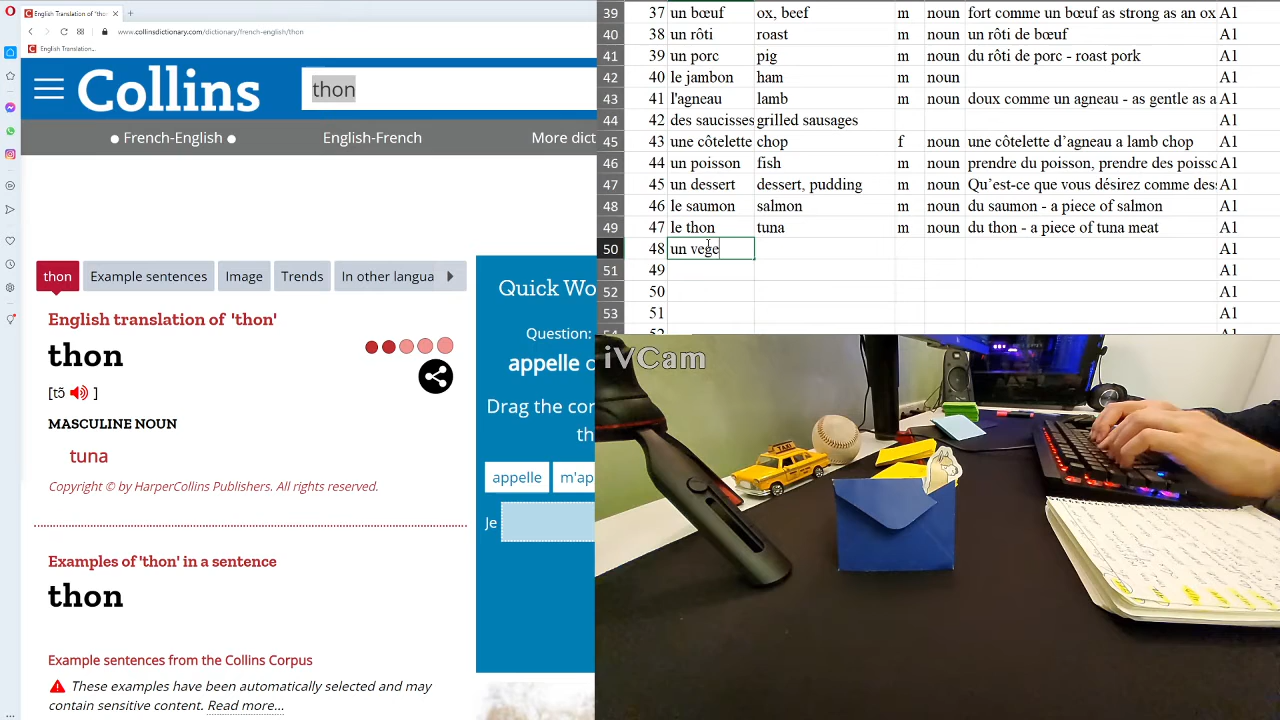 English Translation of "thon"
www.collinsdictionary.com/dictionary/french-english/thon
English Translation...
Collins
thon
French-English
English-French
More dict
thon
Example sentences
Image
Trends
In other langua
English translation of 'thon'
thon
[tɔ̃ ]
MASCULINE NOUN
tuna
Copyright © by HarperCollins Publishers. All rights reserved.
Examples of 'thon' in a sentence
thon
Example sentences from the Collins Corpus
These examples have been automatically selected and may
contain sensitive content. Read more...
Quick Wo
Question:
appelle
Drag the cor
th
appelle
m'ap
Je
39 37 un bœuf ox, beef m noun fort comme un bœuf as strong as an ox A1
40 38 un rôti roast m noun un rôti de bœuf A1
41 39 un porc pig m noun du rôti de porc - roast pork A1
42 40 le jambon ham m noun A1
43 41 l'agneau lamb m noun doux comme un agneau - as gentle as a A1
44 42 des saucisses grilled sausages A1
45 43 une côtelette chop f noun une côtelette d’agneau a lamb chop A1
46 44 un poisson fish m noun prendre du poisson, prendre des poisso A1
47 45 un dessert dessert, pudding m noun Qu’est-ce que vous désirez comme des A1
48 46 le saumon salmon m noun du saumon - a piece of salmon A1
49 47 le thon tuna m noun du thon - a piece of tuna meat A1
50 48 un vege A1
51 49 A1
52 50 A1
53 51 A1
iVCam
TAXI